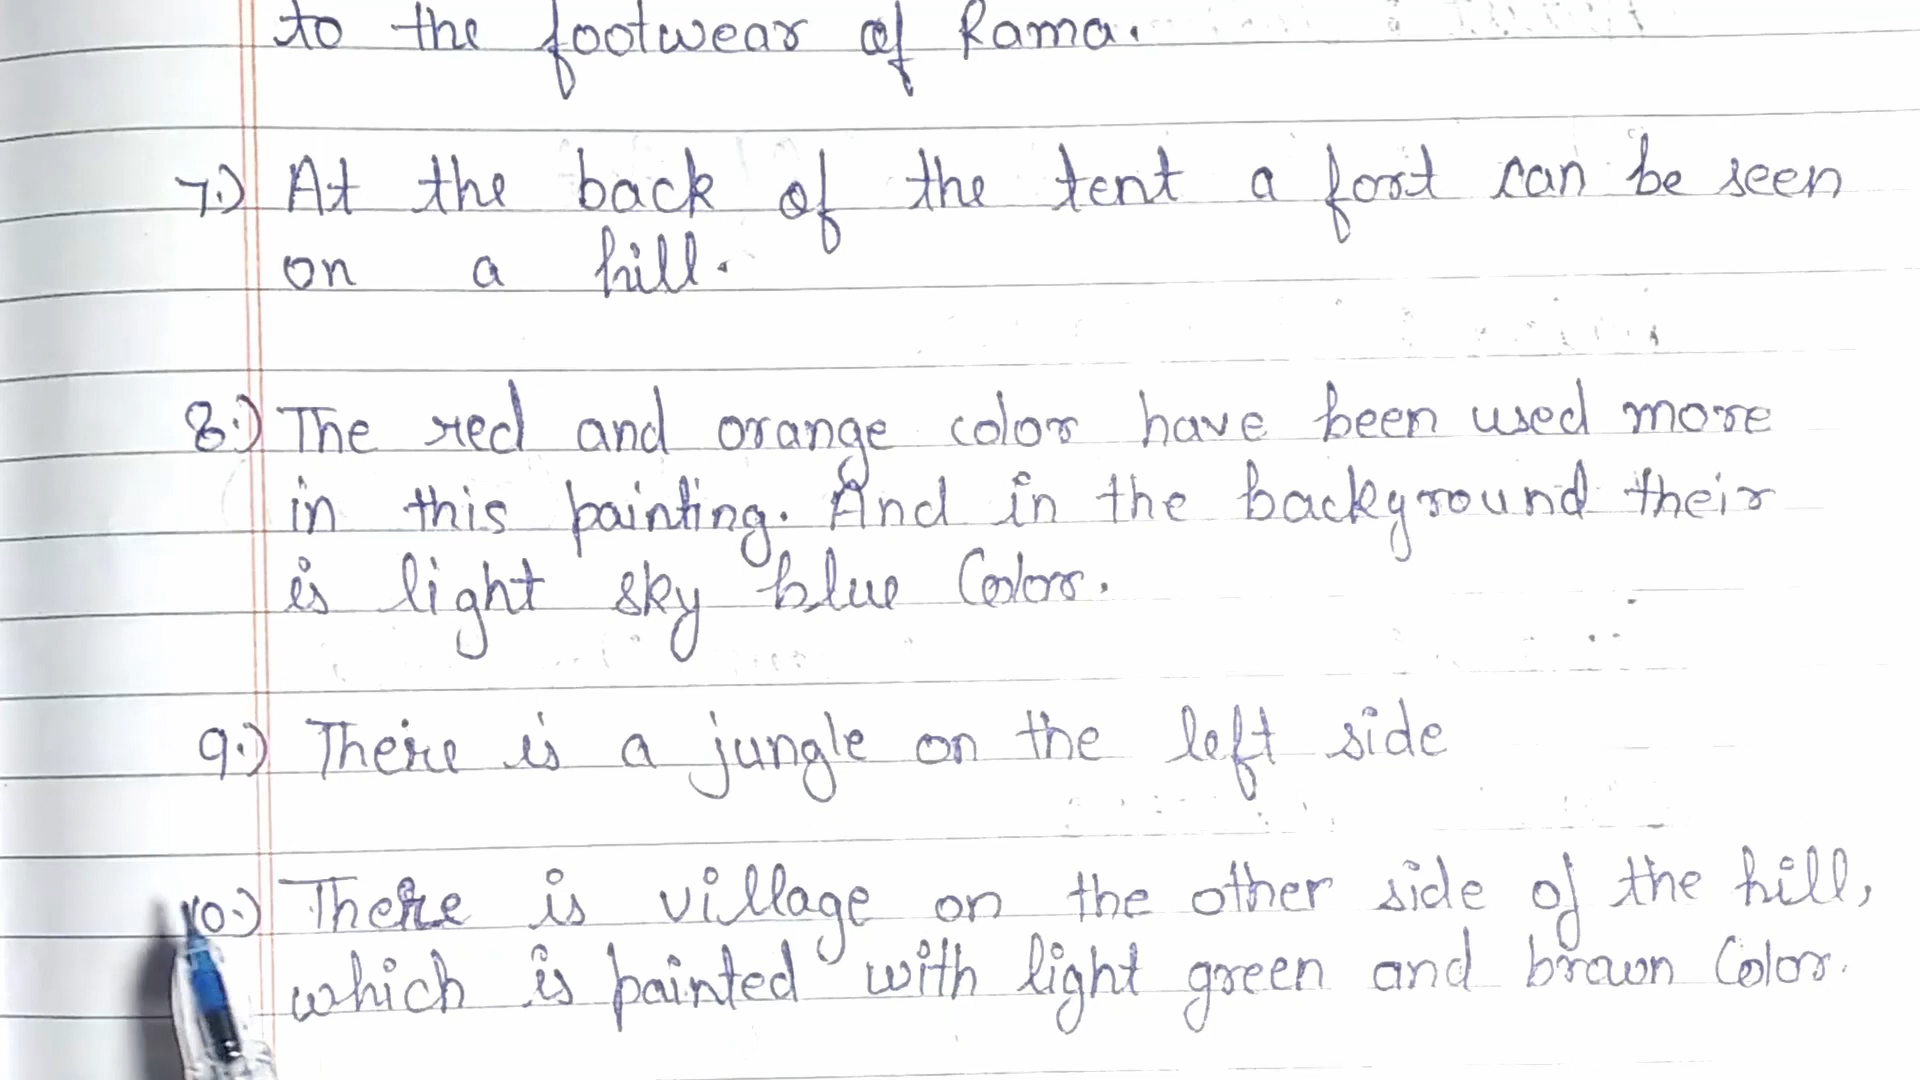 to the footwear of Rama.
7.) At the back of the tent a fort can be seen
on a hill.
8.) The red and orange color have been used more
in this painting. And in the background their
is light sky blue Color.
9.) There is a jungle on the left side
10.) There is village on the other side of the hill,
which is painted with light green and brown Color.